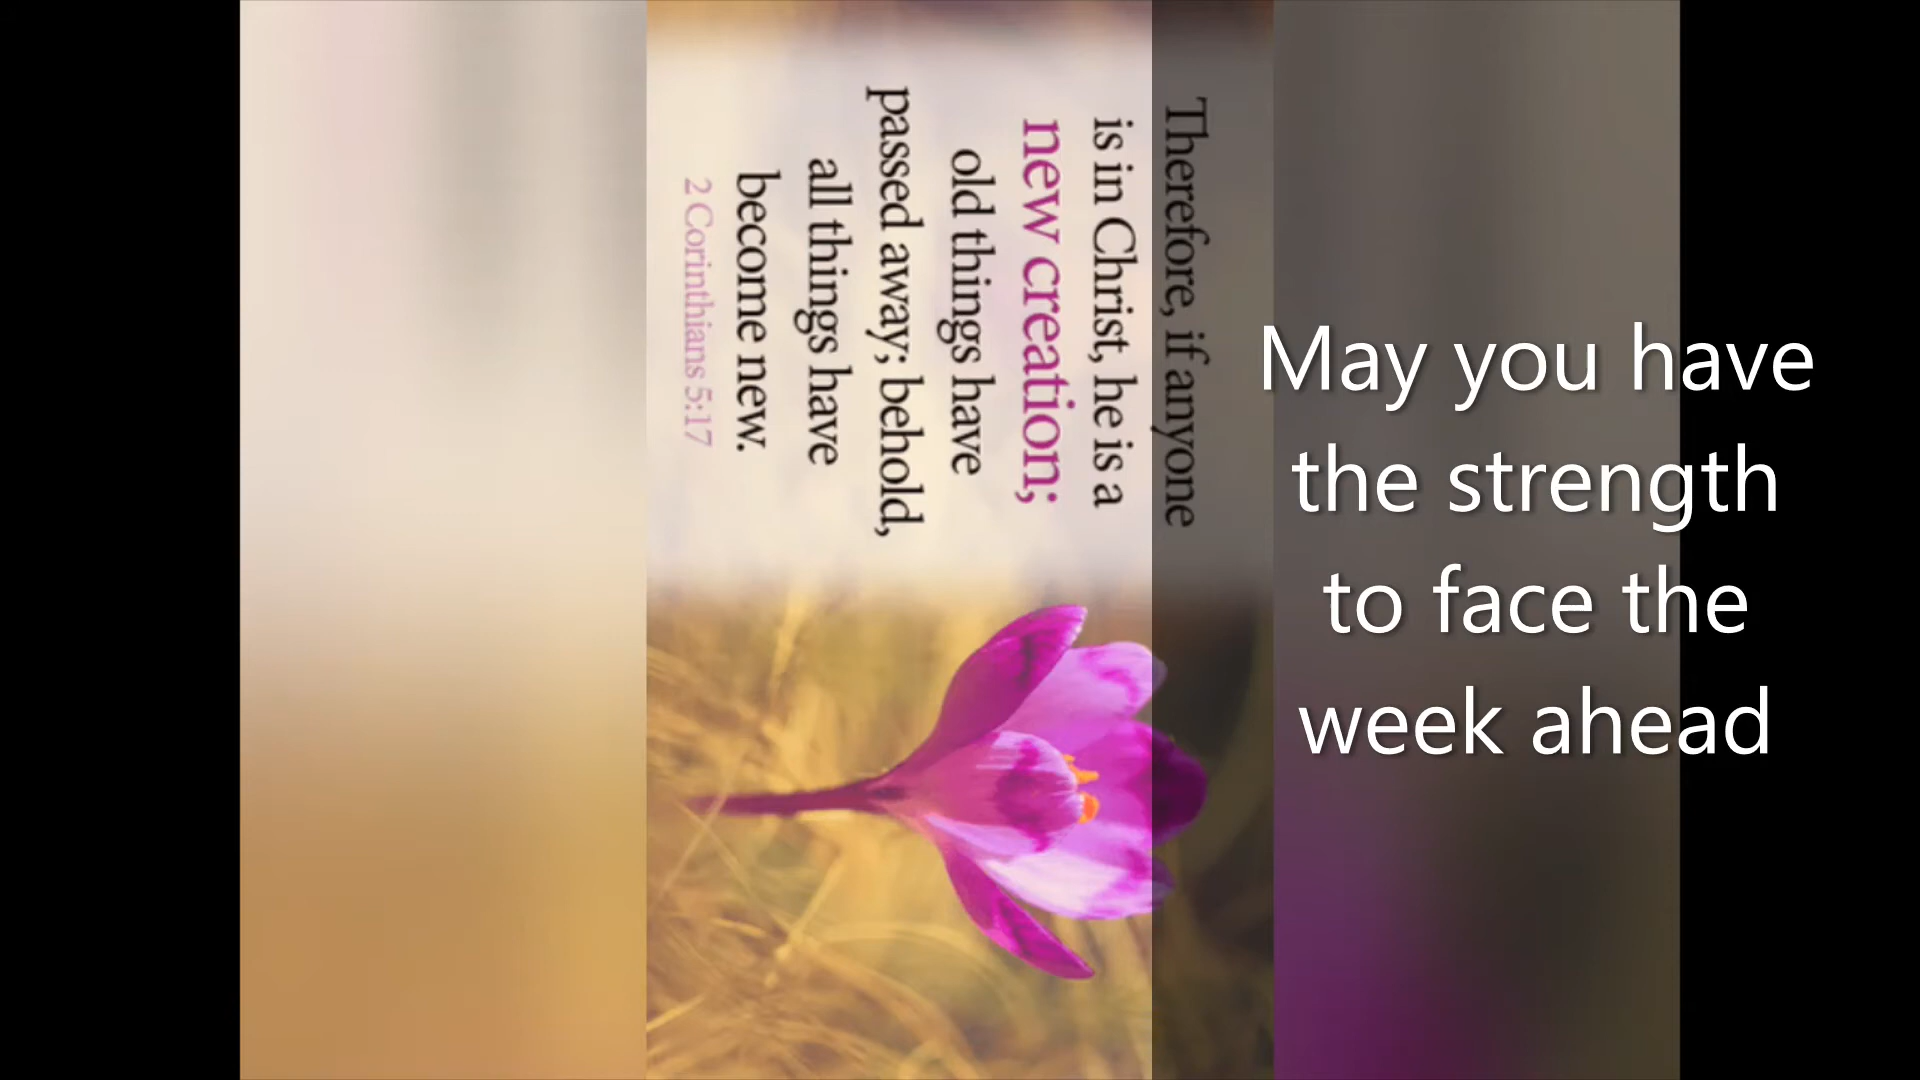 Therefore, if anyone
is in Christ, he is a
new creation;
old things have
passed away; behold,
all things have
become new.
2 Corinthians 5:17
May you have
the strength
to face the
week ahead